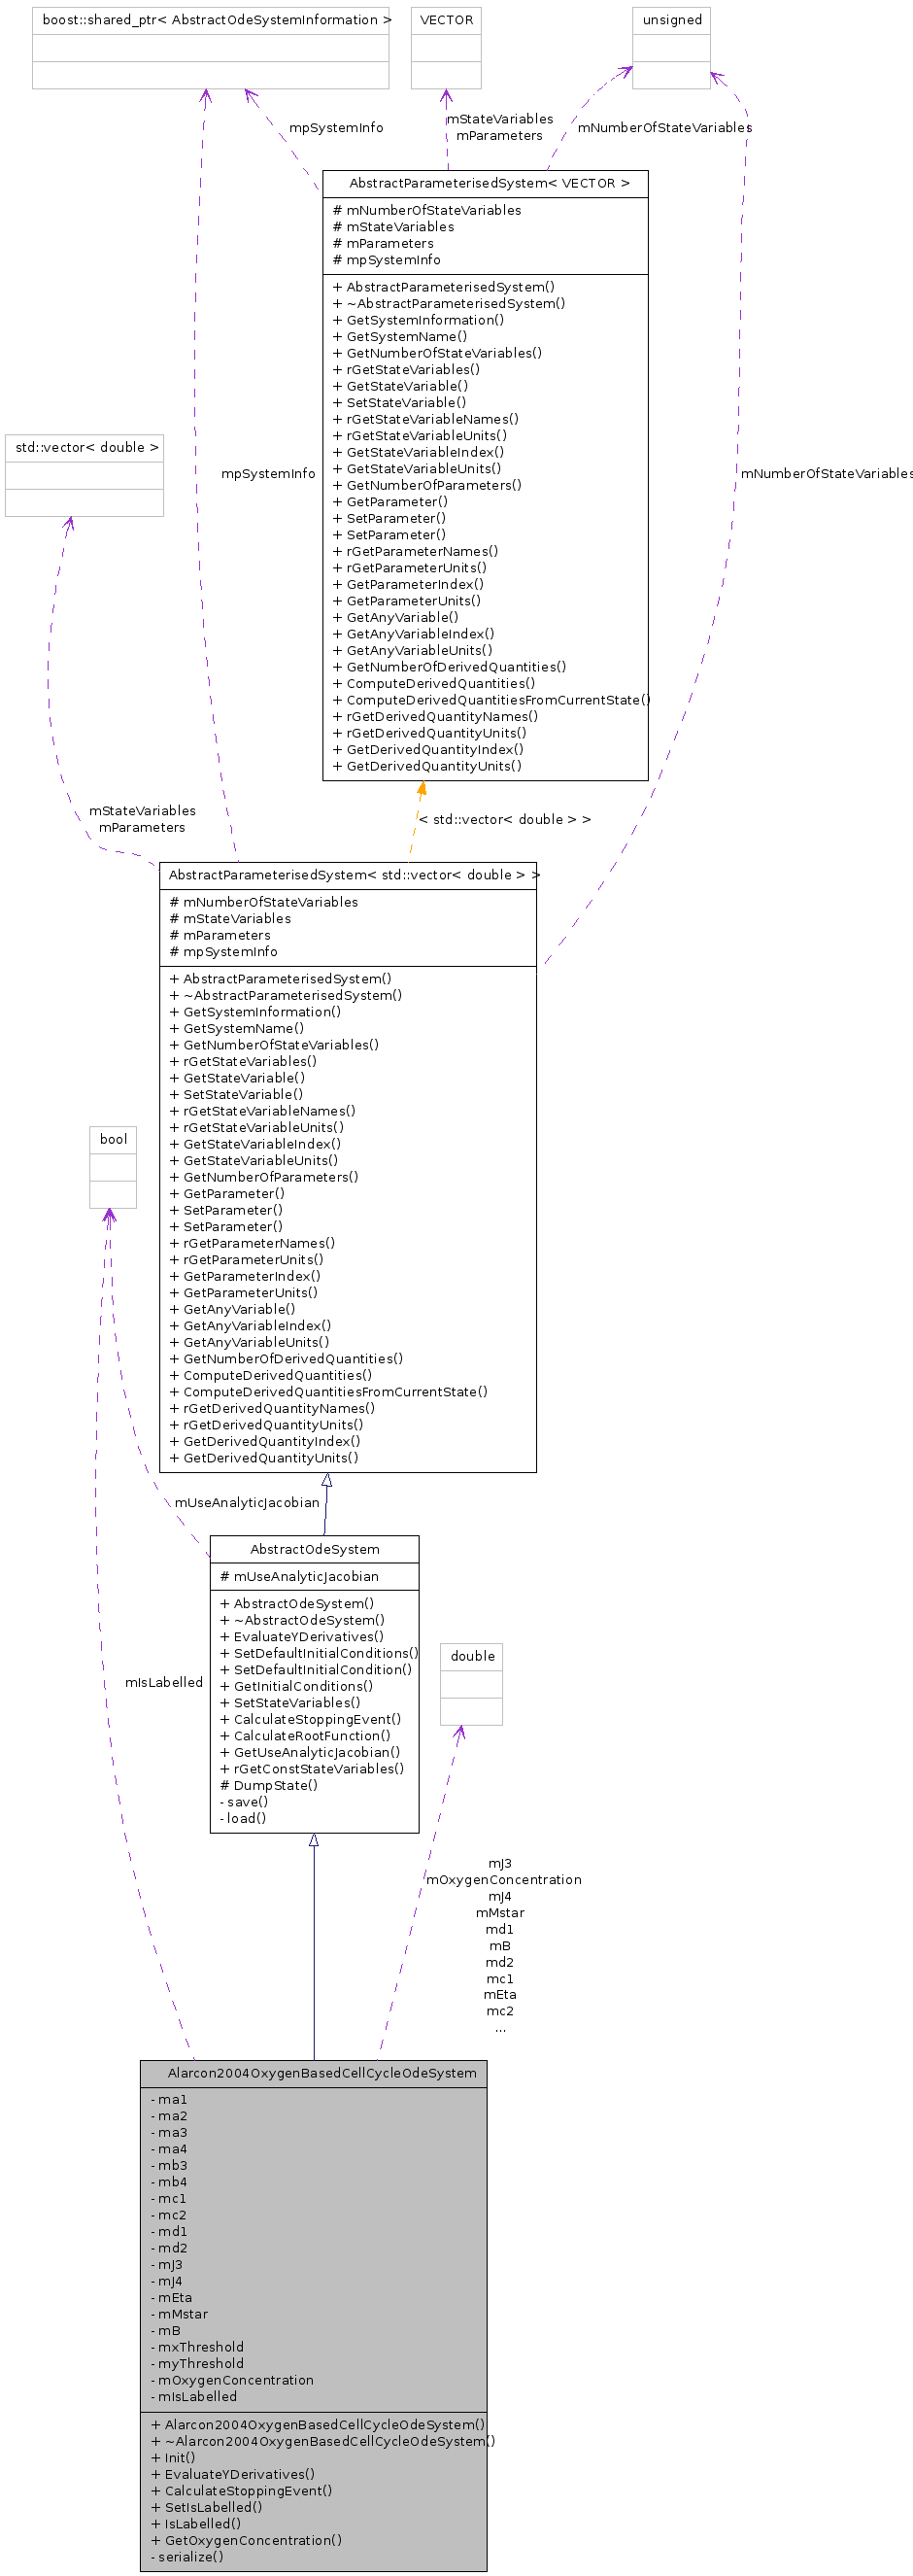 boost::shared_ptr< AbstractOdeSystemInformation >
VECTOR
unsigned
mpSystemInfo
mStateVariables
mParameters
mNumberOfStateVariables
AbstractParameterisedSystem< VECTOR >
# mNumberOfStateVariables
# mStateVariables
# mParameters
# mpSystemInfo
+ AbstractParameterisedSystem()
+ ~AbstractParameterisedSystem()
+ GetSystemInformation()
+ GetSystemName()
+ GetNumberOfStateVariables()
+ rGetStateVariables()
+ GetStateVariable()
+ SetStateVariable()
+ rGetStateVariableNames()
+ rGetStateVariableUnits()
+ GetStateVariableIndex()
+ GetStateVariableUnits()
+ GetNumberOfParameters()
+ GetParameter()
+ SetParameter()
+ SetParameter()
+ rGetParameterNames()
+ rGetParameterUnits()
+ GetParameterIndex()
+ GetParameterUnits()
+ GetAnyVariable()
+ GetAnyVariableIndex()
+ GetAnyVariableUnits()
+ GetNumberOfDerivedQuantities()
+ ComputeDerivedQuantities()
+ ComputeDerivedQuantitiesFromCurrentState()
+ rGetDerivedQuantityNames()
+ rGetDerivedQuantityUnits()
+ GetDerivedQuantityIndex()
+ GetDerivedQuantityUnits()
std::vector< double >
mpSystemInfo
mNumberOfStateVariables
mStateVariables
mParameters
< std::vector< double > >
AbstractParameterisedSystem< std::vector< double > >
# mNumberOfStateVariables
# mStateVariables
# mParameters
# mpSystemInfo
+ AbstractParameterisedSystem()
+ ~AbstractParameterisedSystem()
+ GetSystemInformation()
+ GetSystemName()
+ GetNumberOfStateVariables()
+ rGetStateVariables()
+ GetStateVariable()
+ SetStateVariable()
+ rGetStateVariableNames()
+ rGetStateVariableUnits()
+ GetStateVariableIndex()
+ GetStateVariableUnits()
+ GetNumberOfParameters()
+ GetParameter()
+ SetParameter()
+ SetParameter()
+ rGetParameterNames()
+ rGetParameterUnits()
+ GetParameterIndex()
+ GetParameterUnits()
+ GetAnyVariable()
+ GetAnyVariableIndex()
+ GetAnyVariableUnits()
+ GetNumberOfDerivedQuantities()
+ ComputeDerivedQuantities()
+ ComputeDerivedQuantitiesFromCurrentState()
+ rGetDerivedQuantityNames()
+ rGetDerivedQuantityUnits()
+ GetDerivedQuantityIndex()
+ GetDerivedQuantityUnits()
bool
mUseAnalyticJacobian
AbstractOdeSystem
# mUseAnalyticJacobian
+ AbstractOdeSystem()
+ ~AbstractOdeSystem()
+ EvaluateYDerivatives()
+ SetDefaultInitialConditions()
+ SetDefaultInitialCondition()
+ GetInitialConditions()
+ SetStateVariables()
+ CalculateStoppingEvent()
+ CalculateRootFunction()
+ GetUseAnalyticJacobian()
+ rGetConstStateVariables()
# DumpState()
- save()
- load()
double
mIsLabelled
mJ3
mOxygenConcentration
mJ4
mMstar
md1
mB
md2
mc1
mEta
mc2
...
Alarcon2004OxygenBasedCellCycleOdeSystem
- ma1
- ma2
- ma3
- ma4
- mb3
- mb4
- mc1
- mc2
- md1
- md2
- mJ3
- mJ4
- mEta
- mMstar
- mB
- mxThreshold
- myThreshold
- mOxygenConcentration
- mIsLabelled
+ Alarcon2004OxygenBasedCellCycleOdeSystem()
+ ~Alarcon2004OxygenBasedCellCycleOdeSystem()
+ Init()
+ EvaluateYDerivatives()
+ CalculateStoppingEvent()
+ SetIsLabelled()
+ IsLabelled()
+ GetOxygenConcentration()
- serialize()